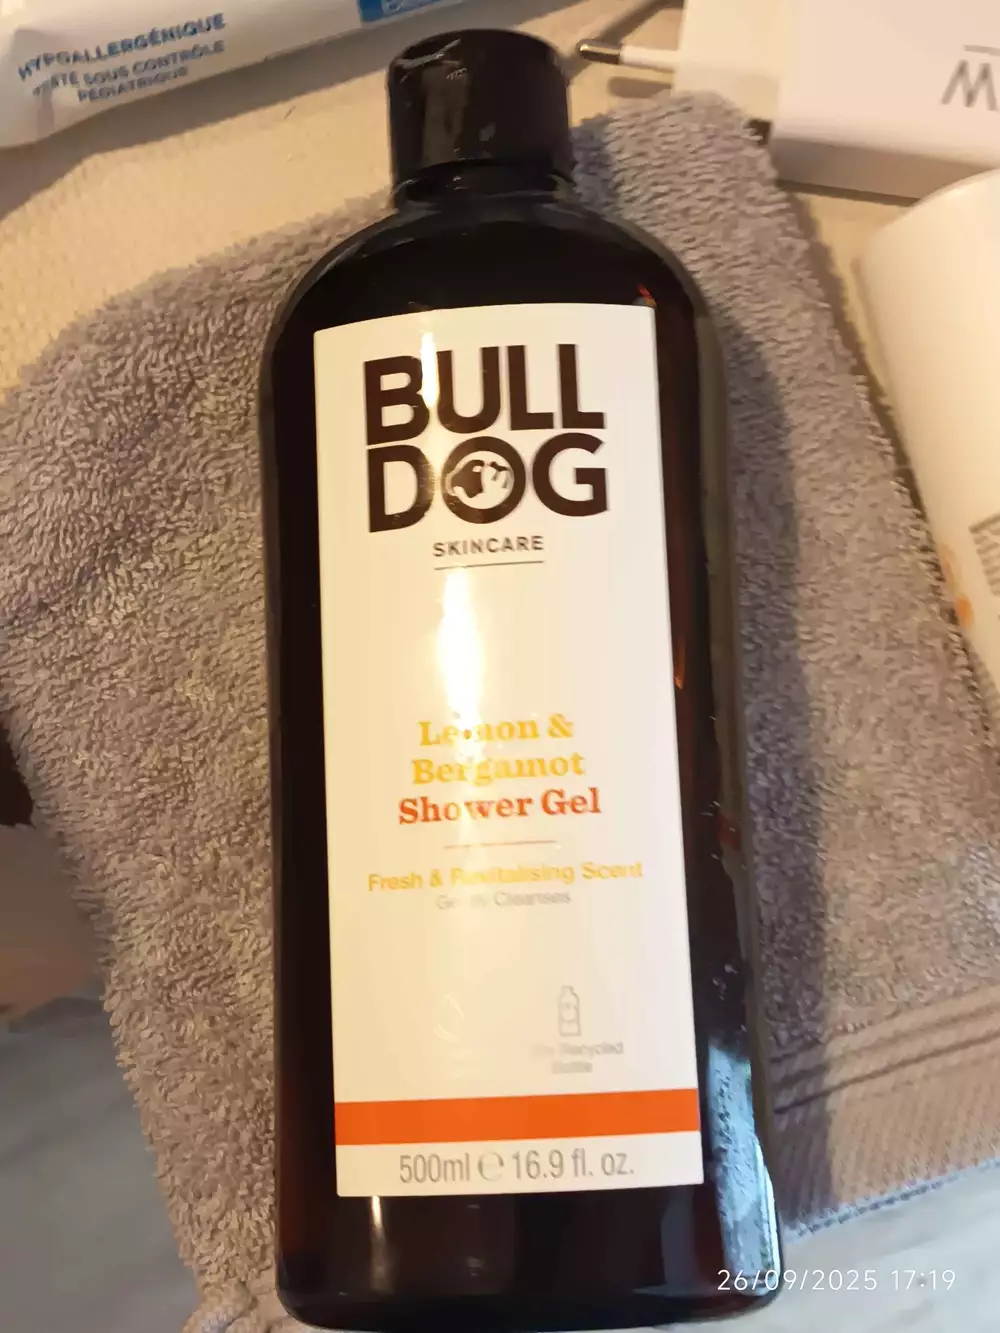 HYPOALLERGÉNIQUE
TESTÉ SOUS CONTRÔLE
PÉDIATRIQUE
W
BULL
DOG
SKINCARE
Lemon &
Bergamot
Shower Gel
Fresh & Revitalising Scent
Gently Cleanses
Recycled
Bottle
500ml ℮ 16.9 fl. oz.
26/09/2025 17:19